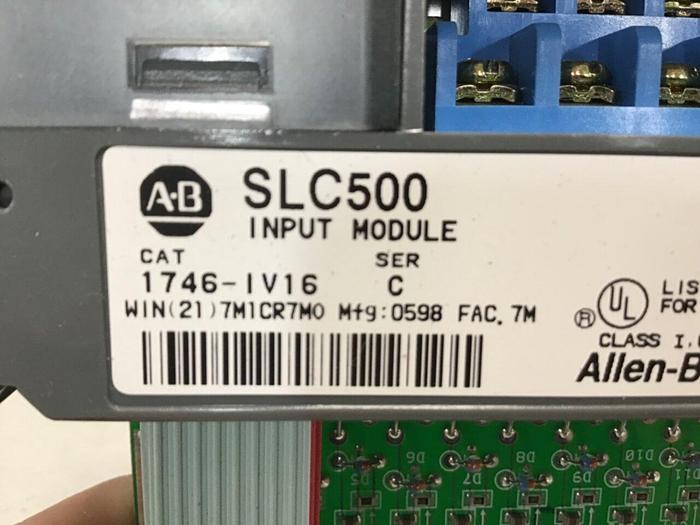 A-B
SLC500
INPUT MODULE
CAT SER
1746-IV16 C
WIN(21)7M1CR7M0 Mfg:0598 FAC. 7M
UL
®
LIS
FOR
CLASS I,
Allen-B
D5
D6
D7
D8
D9
D10